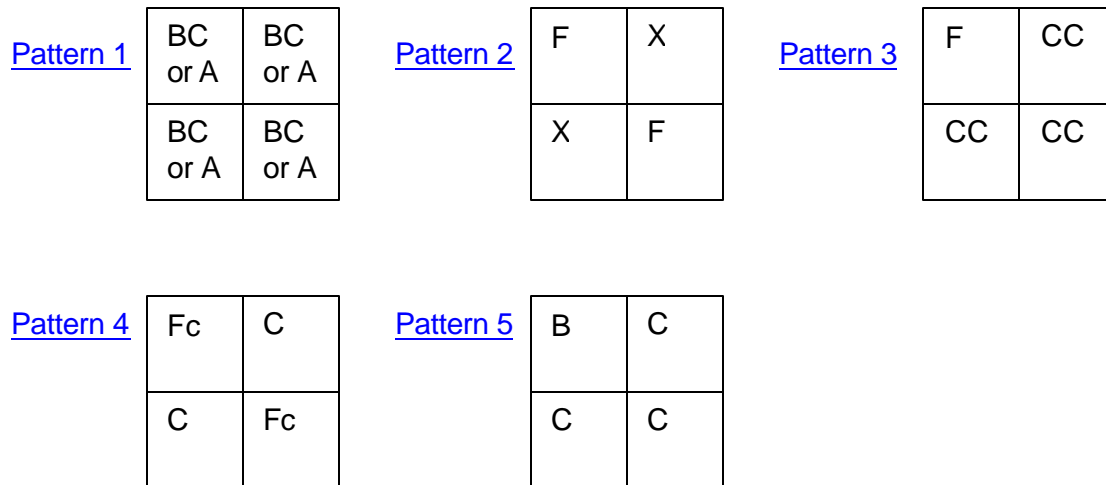 Pattern 1
BC or A
BC or A
BC or A
BC or A
Pattern 2
F
X
X
F
Pattern 3
F
CC
CC
CC
Pattern 4
Fc
C
C
Fc
Pattern 5
B
C
C
C